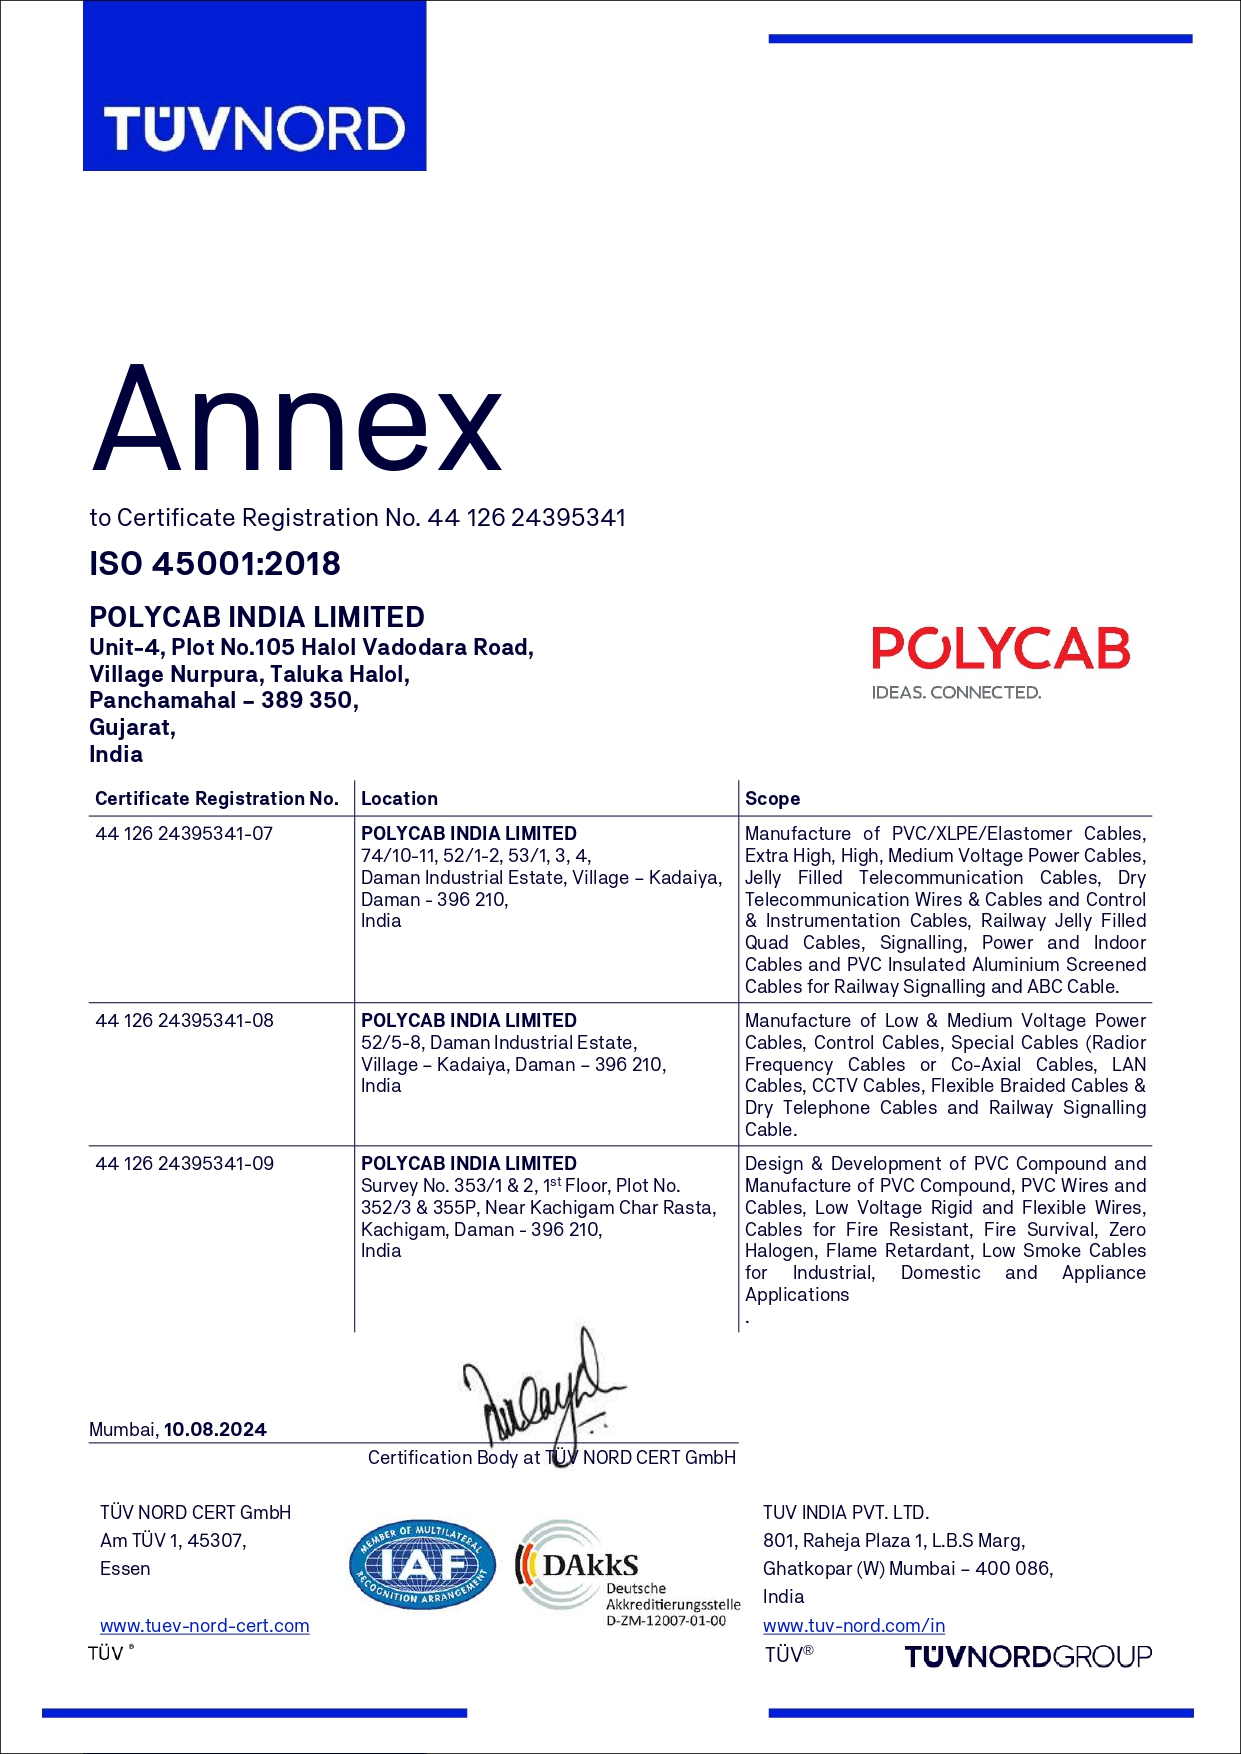 TÜVNORD
Annex
to Certificate Registration No. 44 126 24395341
ISO 45001:2018
POLYCAB INDIA LIMITED
Unit-4, Plot No.105 Halol Vadodara Road,
Village Nurpura, Taluka Halol,
Panchamahal – 389 350,
Gujarat,
India
POLYCAB
IDEAS. CONNECTED.
Certificate Registration No. Location Scope
44 126 24395341-07
POLYCAB INDIA LIMITED
74/10-11, 52/1-2, 53/1, 3, 4,
Daman Industrial Estate, Village – Kadaiya,
Daman - 396 210,
India
Manufacture of PVC/XLPE/Elastomer Cables,
Extra High, High, Medium Voltage Power Cables,
Jelly Filled Telecommunication Cables, Dry
Telecommunication Wires & Cables and Control
& Instrumentation Cables, Railway Jelly Filled
Quad Cables, Signalling, Power and Indoor
Cables and PVC Insulated Aluminium Screened
Cables for Railway Signalling and ABC Cable.
44 126 24395341-08
POLYCAB INDIA LIMITED
52/5-8, Daman Industrial Estate,
Village – Kadaiya, Daman – 396 210,
India
Manufacture of Low & Medium Voltage Power
Cables, Control Cables, Special Cables (Radior
Frequency Cables or Co-Axial Cables, LAN
Cables, CCTV Cables, Flexible Braided Cables &
Dry Telephone Cables and Railway Signalling
Cable.
44 126 24395341-09
POLYCAB INDIA LIMITED
Survey No. 353/1 & 2, 1st Floor, Plot No.
352/3 & 355P, Near Kachigam Char Rasta,
Kachigam, Daman - 396 210,
India
Design & Development of PVC Compound and
Manufacture of PVC Compound, PVC Wires and
Cables, Low Voltage Rigid and Flexible Wires,
Cables for Fire Resistant, Fire Survival, Zero
Halogen, Flame Retardant, Low Smoke Cables
for Industrial, Domestic and Appliance
Applications
.
Mumbai, 10.08.2024
Certification Body at TÜV NORD CERT GmbH
TÜV NORD CERT GmbH
Am TÜV 1, 45307,
Essen
www.tuev-nord-cert.com
TÜV ®
MEMBER OF MULTILATERAL
IAF
RECOGNITION ARRANGEMENT
DAkkS
Deutsche
Akkreditierungsstelle
D-ZM-12007-01-00
TUV INDIA PVT. LTD.
801, Raheja Plaza 1, L.B.S Marg,
Ghatkopar (W) Mumbai – 400 086,
India
www.tuv-nord.com/in
TÜV®
TÜVNORDGROUP